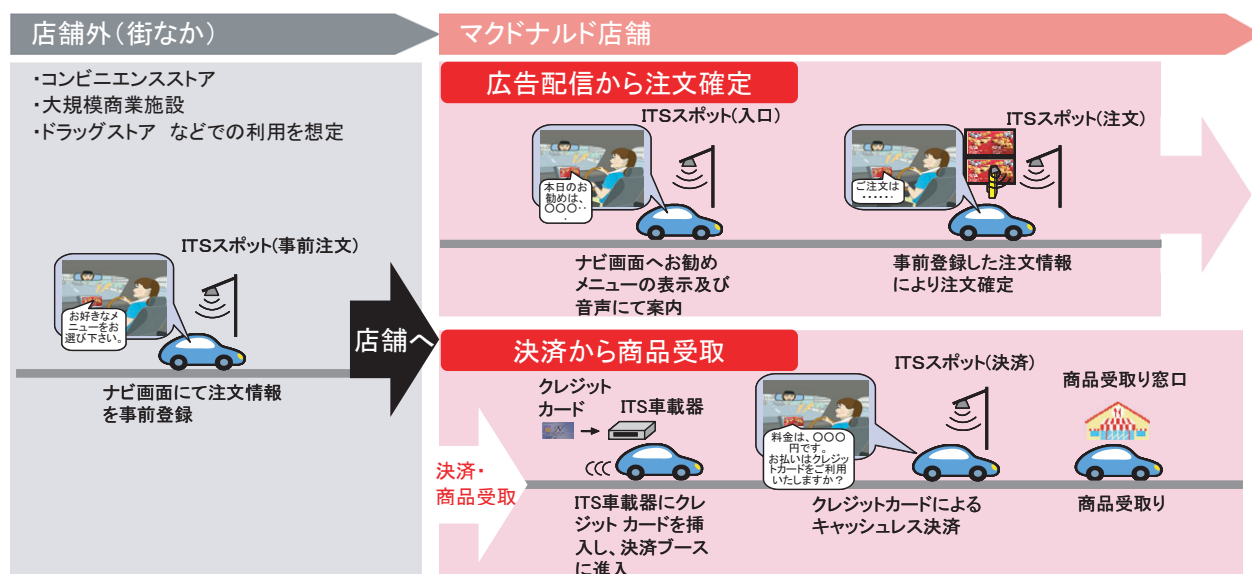 店舗外（街なか）
・コンビニエンスストア
・大規模商業施設
・ドラッグストア などでの利用を想定
ITSスポット(事前注文)
お好きなメ
ニューをお
選び下さい。
ナビ画面にて注文情報
を事前登録
店舗へ
マクドナルド店舗
広告配信から注文確定
ITSスポット(入口)
本日のお
勧めは、
○○○‥
・
ナビ画面へお勧め
メニューの表示及び
音声にて案内
ITSスポット(注文)
ご注文は
‥‥‥
事前登録した注文情報
により注文確定
決済から商品受取
決済・
商品受取
クレジット
カード
ITS車載器
ITS車載器にクレ
ジット カードを挿
入し、決済ブース
に進入
ITSスポット(決済)
料金は、○○○
円です。
お払いはクレジッ
トカードをご利用
いたしますか？
クレジットカードによる
キャッシュレス決済
商品受取り窓口
商品受取り